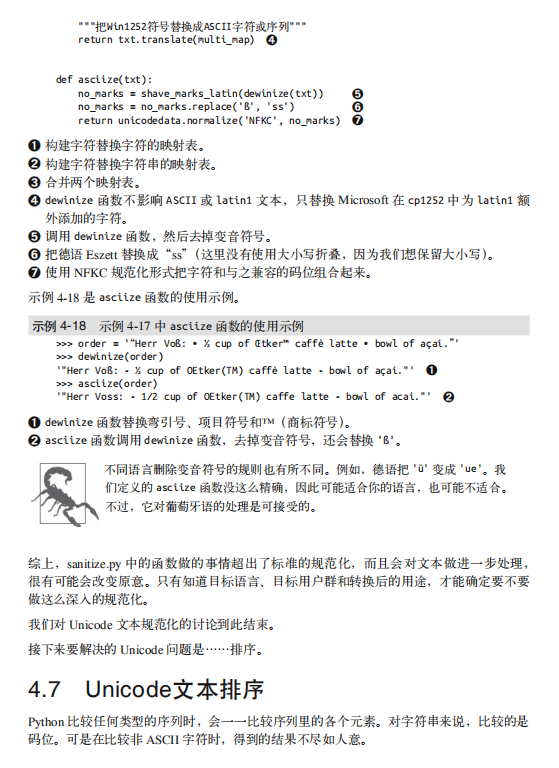 """把Win1252符号替换成ASCII字符或序列"""
return txt.translate(multi_map) ❹
def asciize(txt):
no_marks = shave_marks_latin(dewinize(txt)) ❺
no_marks = no_marks.replace('ß', 'ss') ❻
return unicodedata.normalize('NFKC', no_marks) ❼
❶ 构建字符替换字符的映射表。
❷ 构建字符替换字符串的映射表。
❸ 合并两个映射表。
❹ dewinize 函数不影响 ASCII 或 latin1 文本，只替换 Microsoft 在 cp1252 中为 latin1 额
外添加的字符。
❺ 调用 dewinize 函数，然后去掉变音符号。
❻ 把德语 Eszett 替换成“ss”（这里没有使用大小写折叠，因为我们想保留大小写）。
❼ 使用 NFKC 规范化形式把字符和与之兼容的码位组合起来。
示例 4-18 是 asciize 函数的使用示例。
示例 4-18 示例 4-17 中 asciize 函数的使用示例
>>> order = '“Herr Voß: • ½ cup of Œtker™ caffè latte • bowl of açaí.”'
>>> dewinize(order)
'"Herr Voß: - ½ cup of OEtker(TM) caffè latte - bowl of açaí."' ❶
>>> asciize(order)
'"Herr Voss: - 1⁄2 cup of OEtker(TM) caffe latte - bowl of acai."' ❷
❶ dewinize 函数替换弯引号、项目符号和™（商标符号）。
❷ asciize 函数调用 dewinize 函数，去掉变音符号，还会替换 'ß'。
不同语言删除变音符号的规则也有所不同。例如，德语把 'ü' 变成 'ue'。我
们定义的 asciize 函数没这么精确，因此可能适合你的语言，也可能不适合。
不过，它对葡萄牙语的处理是可接受的。
综上，sanitize.py 中的函数做的事情超出了标准的规范化，而且会对文本做进一步处理，
很有可能会改变原意。只有知道目标语言、目标用户群和转换后的用途，才能确定要不要
做这么深入的规范化。
我们对 Unicode 文本规范化的讨论到此结束。
接下来要解决的 Unicode 问题是……排序。
4.7 Unicode文本排序
Python 比较任何类型的序列时，会一一比较序列里的各个元素。对字符串来说，比较的是
码位。可是在比较非 ASCII 字符时，得到的结果不尽如人意。